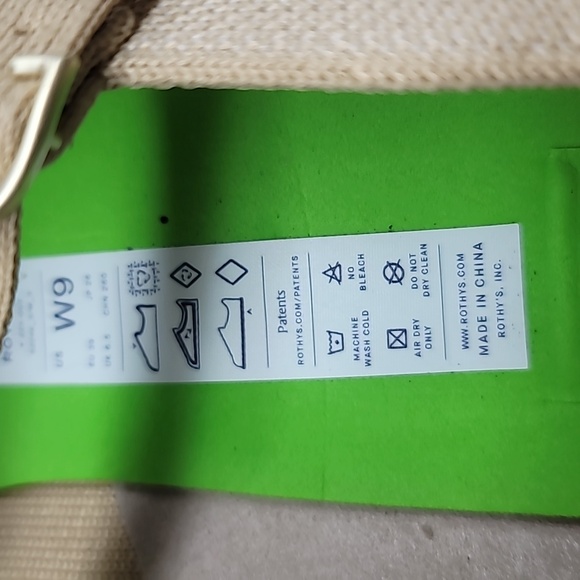 US
W9
Patents
ROTHYS.COM/PATENTS
NO
BLEACH
DO NOT
DRY CLEAN
MACHINE
WASH COLD
AIR DRY
ONLY
WWW.ROTHYS.COM
MADE IN CHINA
ROTHY'S, INC.